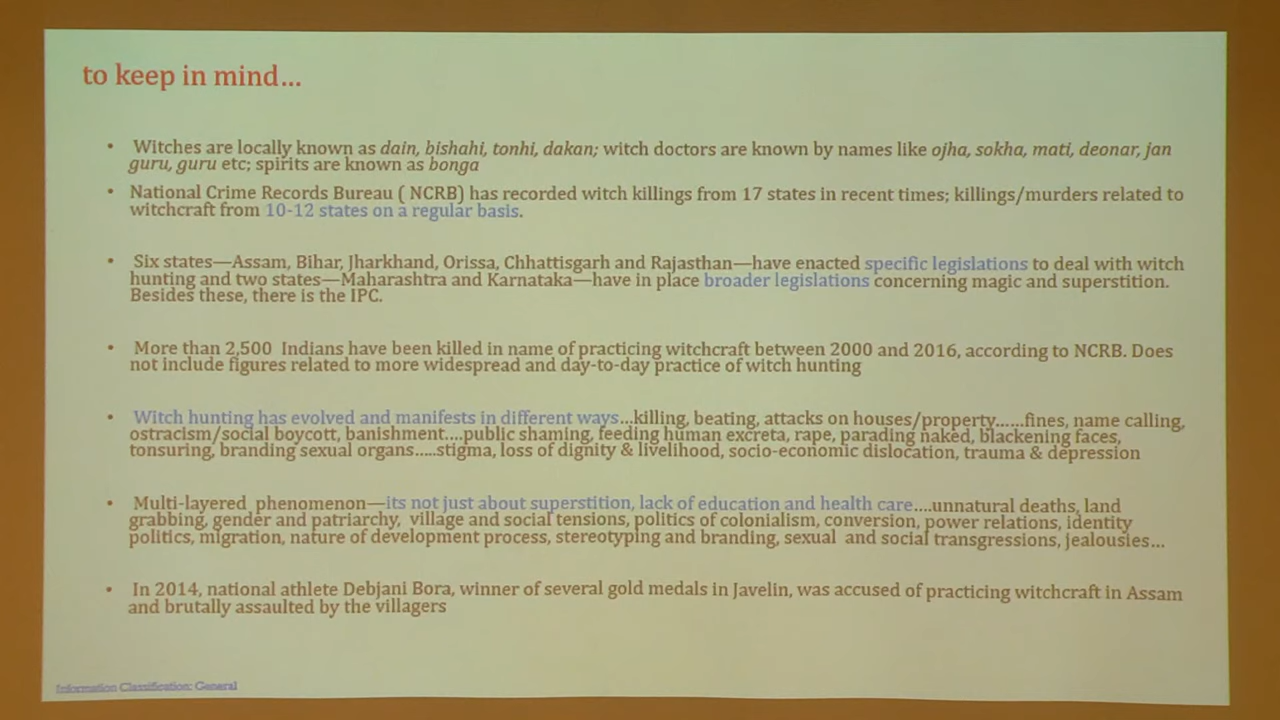 to keep in mind...
• Witches are locally known as dain, bishahi, tonhi, dakan; witch doctors are known by names like ojha, sokha, mati, deonar, jan
guru, guru etc; spirits are known as bonga
• National Crime Records Bureau ( NCRB) has recorded witch killings from 17 states in recent times; killings/murders related to
witchcraft from 10-12 states on a regular basis.
• Six states—Assam, Bihar, Jharkhand, Orissa, Chhattisgarh and Rajasthan—have enacted specific legislations to deal with witch
hunting and two states—Maharashtra and Karnataka—have in place broader legislations concerning magic and superstition.
Besides these, there is the IPC.
• More than 2,500 Indians have been killed in name of practicing witchcraft between 2000 and 2016, according to NCRB. Does
not include figures related to more widespread and day-to-day practice of witch hunting
• Witch hunting has evolved and manifests in different ways...killing, beating, attacks on houses/property......fines, name calling,
ostracism/social boycott, banishment....public shaming, feeding human excreta, rape, parading naked, blackening faces,
tonsuring, branding sexual organs.....stigma, loss of dignity & livelihood, socio-economic dislocation, trauma & depression
• Multi-layered phenomenon—its not just about superstition, lack of education and health care....unnatural deaths, land
grabbing, gender and patriarchy, village and social tensions, politics of colonialism, conversion, power relations, identity
politics, migration, nature of development process, stereotyping and branding, sexual and social transgressions, jealousies...
• In 2014, national athlete Debjani Bora, winner of several gold medals in Javelin, was accused of practicing witchcraft in Assam
and brutally assaulted by the villagers
Information Classification: General